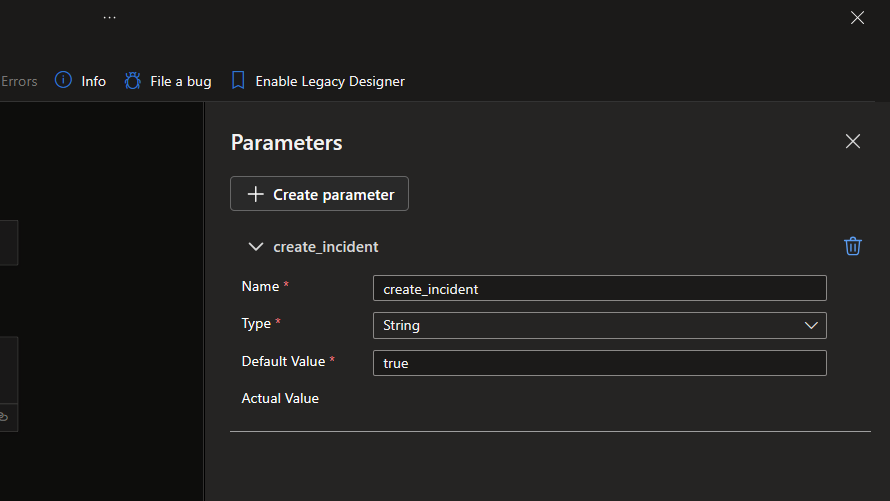 ...
Errors Info File a bug Enable Legacy Designer
Parameters
Create parameter
create_incident
Name * create_incident
Type * String
Default Value * true
Actual Value